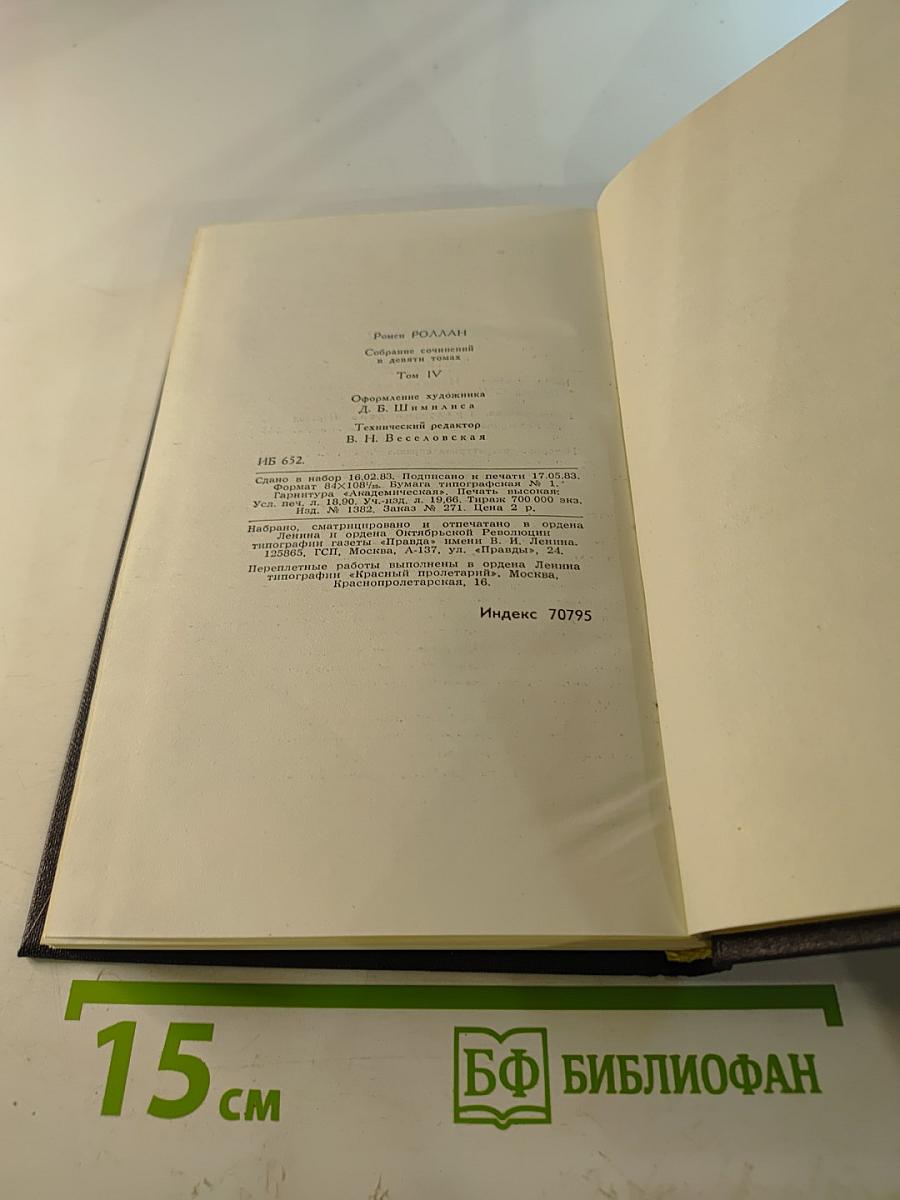 Ромен РОЛЛАН
Собрание сочинений
в девяти томах
Том IV
Оформление художника
Д. Б. Шимилиса
Технический редактор
В. Н. Веселовская
ИБ 652.
Сдано в набор 16.02.83. Подписано к печати 17.05.83.
Формат 84×108¹/₃₂. Бумага типографская № 1.
Гарнитура «Академическая». Печать высокая.
Усл. печ. л. 18,90. Уч.-изд. л. 19,66. Тираж 700 000 экз.
Изд. № 1382. Заказ № 271. Цена 2 р.
Набрано, сматрицировано и отпечатано в ордена
Ленина и ордена Октябрьской Революции
типографии газеты «Правда» имени В. И. Ленина.
125865, ГСП, Москва, А-137, ул. «Правды», 24.
Переплетные работы выполнены в ордена Ленина
типографии «Красный пролетарий», Москва,
Краснопролетарская, 16.
Индекс 70795
15 см
БФ БИБЛИОФАН